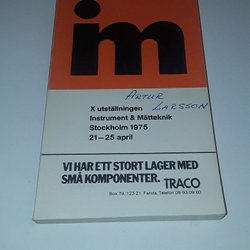 im
ARTUR
LARSSON
X utställningen
Instrument & Mätteknik
Stockholm 1975
21–25 april
VI HAR ETT STORT LAGER MED
SMÅ KOMPONENTER. TRACO
Box 79, 123 21 Farsta, Telefon 08-93 09 60